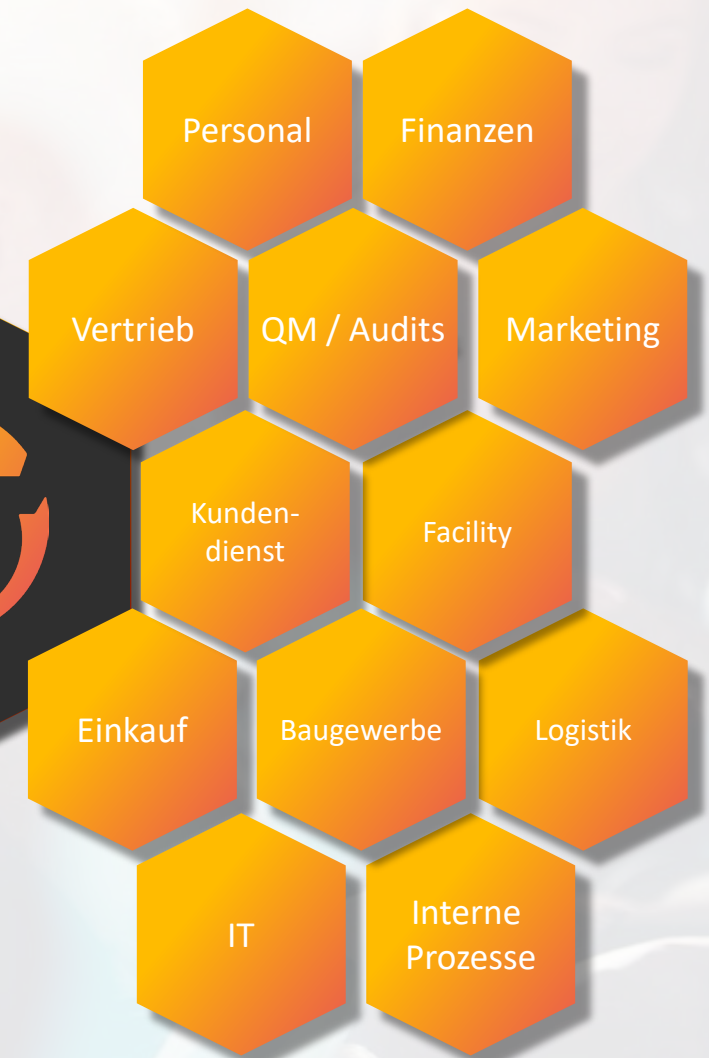 Personal
Finanzen
Vertrieb
QM / Audits
Marketing
Kunden-
dienst
Facility
Einkauf
Baugewerbe
Logistik
IT
Interne
Prozesse